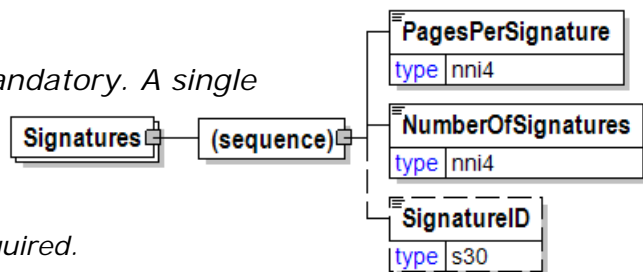 PagesPerSignature
type nni4
andatory. A single
Signatures
(sequence)
NumberOfSignatures
type nni4
SignatureID
type s30
uired.